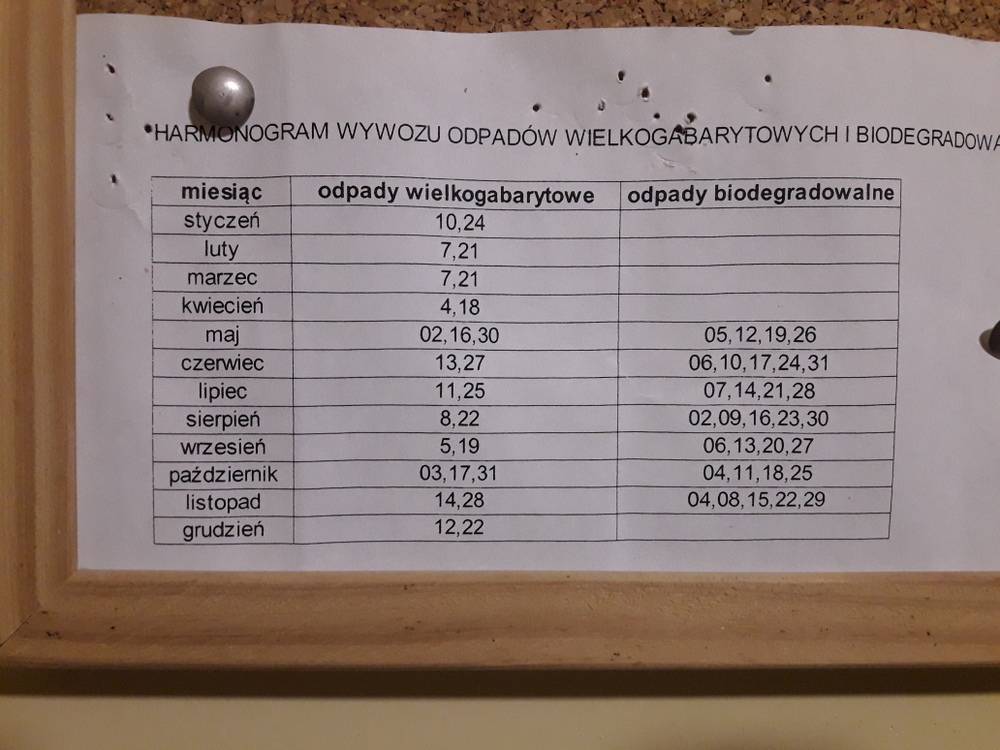 HARMONOGRAM WYWOZU ODPADÓW WIELKOGABARYTOWYCH I BIODEGRADOWA
miesiąc odpady wielkogabarytowe odpady biodegradowalne
styczeń 10,24
luty 7,21
marzec 7,21
kwiecień 4,18
maj 02,16,30 05,12,19,26
czerwiec 13,27 06,10,17,24,31
lipiec 11,25 07,14,21,28
sierpień 8,22 02,09,16,23,30
wrzesień 5,19 06,13,20,27
październik 03,17,31 04,11,18,25
listopad 14,28 04,08,15,22,29
grudzień 12,22